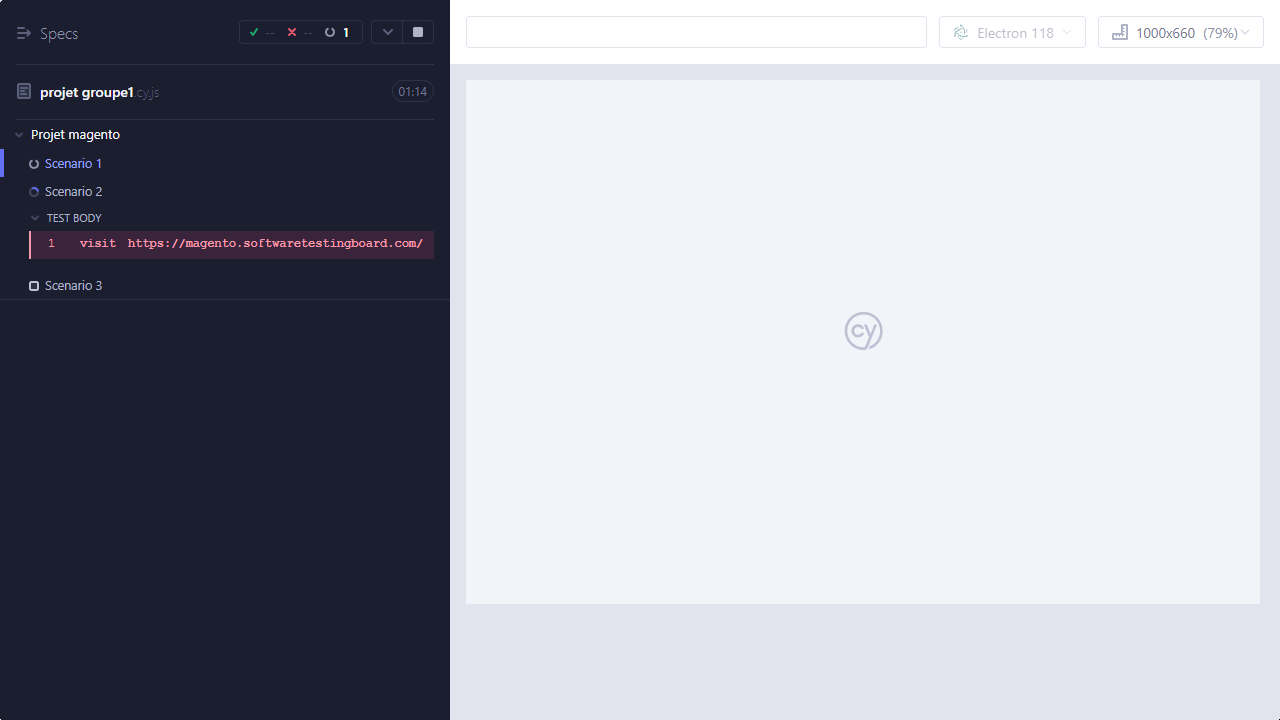 Specs
-- -- 1
projet groupe1.cy.js 01:14
Projet magento
Scenario 1
Scenario 2
TEST BODY
1 visit https://magento.softwaretestingboard.com/
Scenario 3
Electron 118
1000x660 (79%)
cy